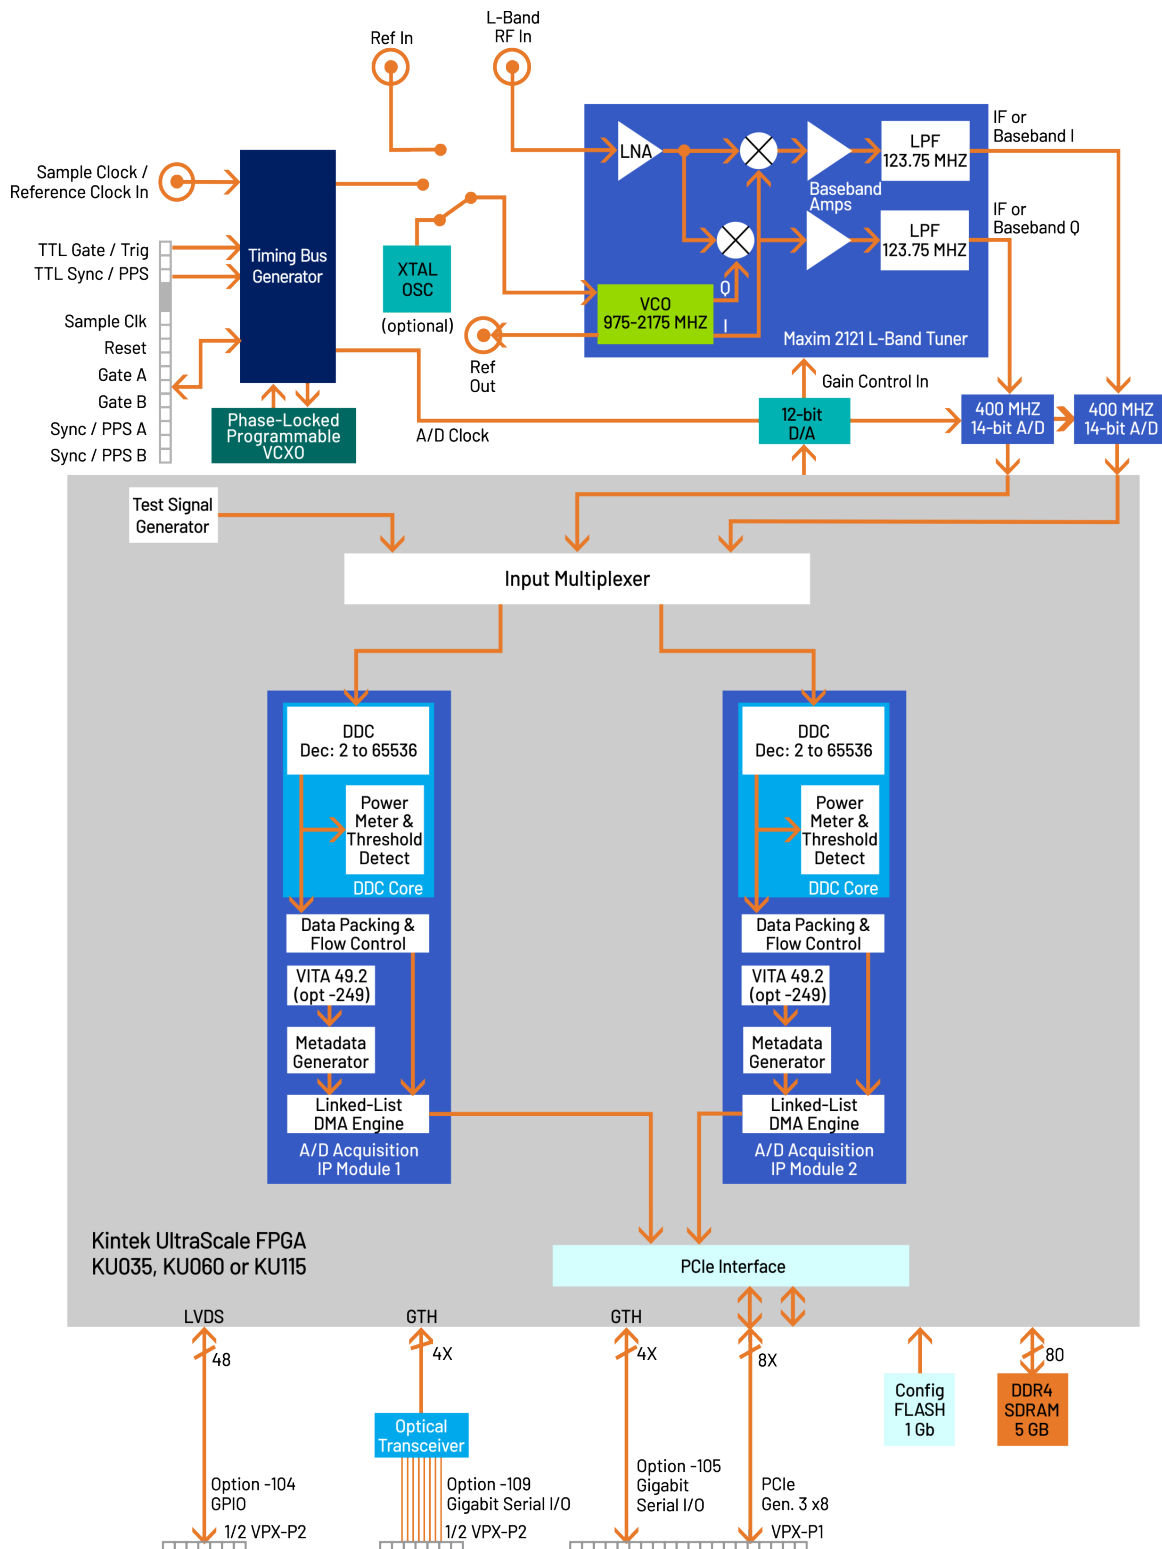 L-Band
RF In
Ref In
IF or
Baseband I
LNA
LPF
123.75 MHZ
Baseband
Amps
Sample Clock /
Reference Clock In
IF or
Baseband Q
LPF
123.75 MHZ
TTL Gate / Trig
TTL Sync / PPS
Timing Bus
Generator
XTAL
OSC
(optional)
Q
VCO
975-2175 MHZ
I
Maxim 2121 L-Band Tuner
Sample Clk
Reset
Gate A
Gate B
Sync / PPS A
Sync / PPS B
Ref
Out
Gain Control In
Phase-Locked
Programmable
VCXO
A/D Clock
12-bit
D/A
400 MHZ
14-bit A/D
400 MHZ
14-bit A/D
Test Signal
Generator
Input Multiplexer
DDC
Dec: 2 to 65536
Power
Meter &
Threshold
Detect
DDC Core
Data Packing &
Flow Control
VITA 49.2
(opt -249)
Metadata
Generator
Linked-List
DMA Engine
A/D Acquisition
IP Module 1
DDC
Dec: 2 to 65536
Power
Meter &
Threshold
Detect
DDC Core
Data Packing &
Flow Control
VITA 49.2
(opt -249)
Metadata
Generator
Linked-List
DMA Engine
A/D Acquisition
IP Module 2
Kintek UltraScale FPGA
KU035, KU060 or KU115
PCIe Interface
LVDS
GTH
GTH
48
4X
4X
8X
80
Config
FLASH
1 Gb
DDR4
SDRAM
5 GB
Optical
Transceiver
Option -104
GPIO
1/2 VPX-P2
Option -109
Gigabit Serial I/O
1/2 VPX-P2
Option -105
Gigabit
Serial I/O
PCIe
Gen. 3 x8
VPX-P1